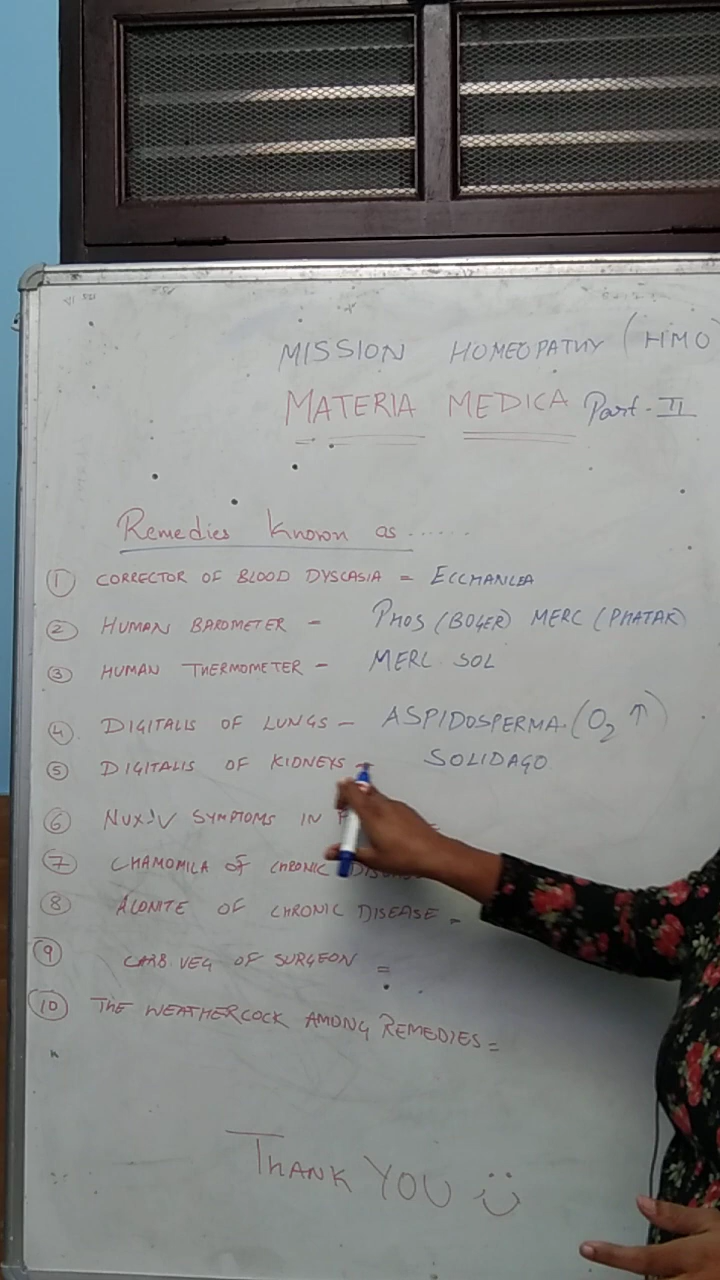 MISSION HOMEOPATHY (HMO)
MATERIA MEDICA Part-II
Remedies known as ......
1 CORRECTOR OF BLOOD DYSCASIA = ECCHANCEA
2 HUMAN BAROMETER - PHOS (BOGER) MERC (PHATAK)
3 HUMAN THERMOMETER - MERC SOL
4. DIGITALIS OF LUNGS - ASPIDOSPERMA (O2 ↑)
5 DIGITALIS OF KIDNEYS - SOLIDAGO
6 NUX.V SYMPTOMS IN
7 CHAMOMILA OF CHRONIC
8 ACONITE OF CHRONIC DISEASE -
9 CARB VEG OF SURGEON =
10 THE WEATHERCOCK AMONG REMEDIES =
THANK YOU